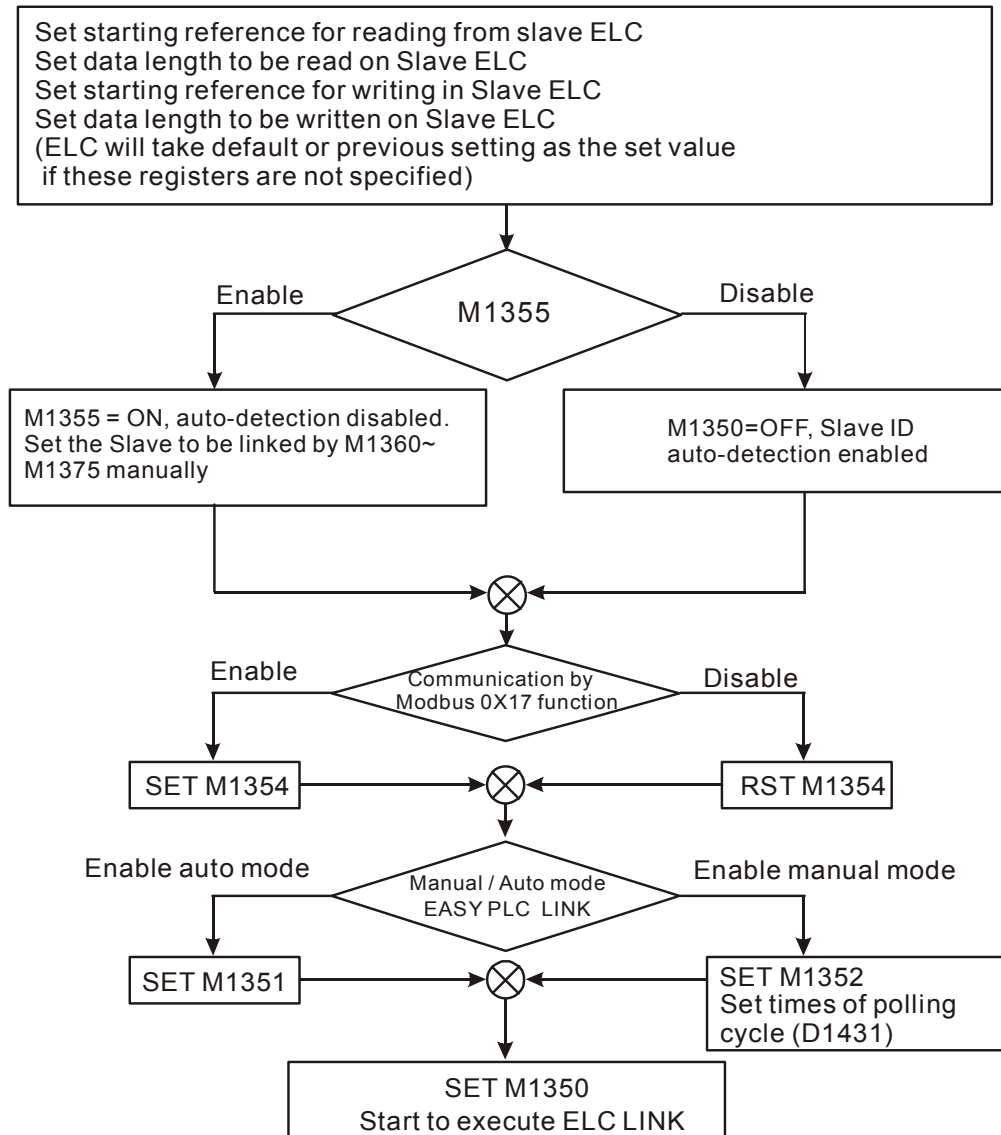 Set starting reference for reading from slave ELC
Set data length to be read on Slave ELC
Set starting reference for writing in Slave ELC
Set data length to be written on Slave ELC
(ELC will take default or previous setting as the set value
if these registers are not specified)
Enable
Disable
M1355
M1355 = ON, auto-detection disabled.
Set the Slave to be linked by M1360~
M1375 manually
M1350=OFF, Slave ID
auto-detection enabled
Enable
Disable
Communication by
Modbus 0X17 function
SET M1354
RST M1354
Enable auto mode
Enable manual mode
Manual / Auto mode
EASY PLC LINK
SET M1351
SET M1352
Set times of polling
cycle (D1431)
SET M1350
Start to execute ELC LINK